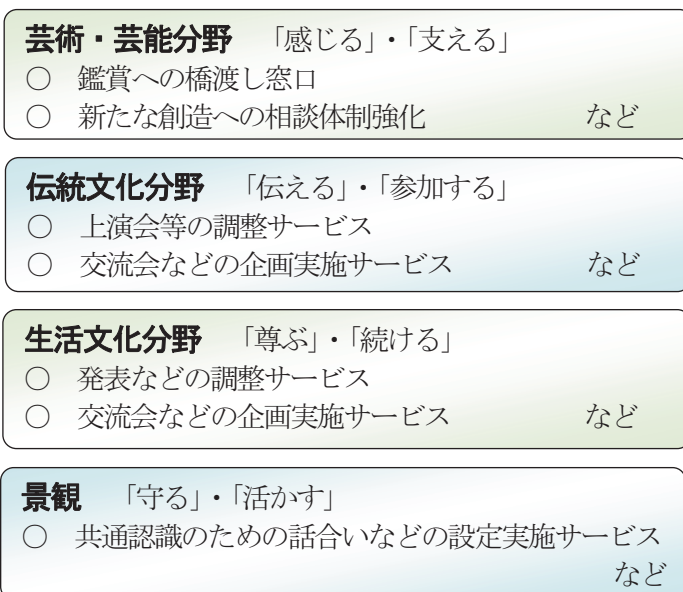 芸術・芸能分野　「感じる」・「支える」
○　鑑賞への橋渡し窓口
○　新たな創造への相談体制強化　など
伝統文化分野　「伝える」・「参加する」
○　上演会等の調整サービス
○　交流会などの企画実施サービス　など
生活文化分野　「尊ぶ」・「続ける」
○　発表などの調整サービス
○　交流会などの企画実施サービス　など
景観　「守る」・「活かす」
○　共通認識のための話合いなどの設定実施サービス
など